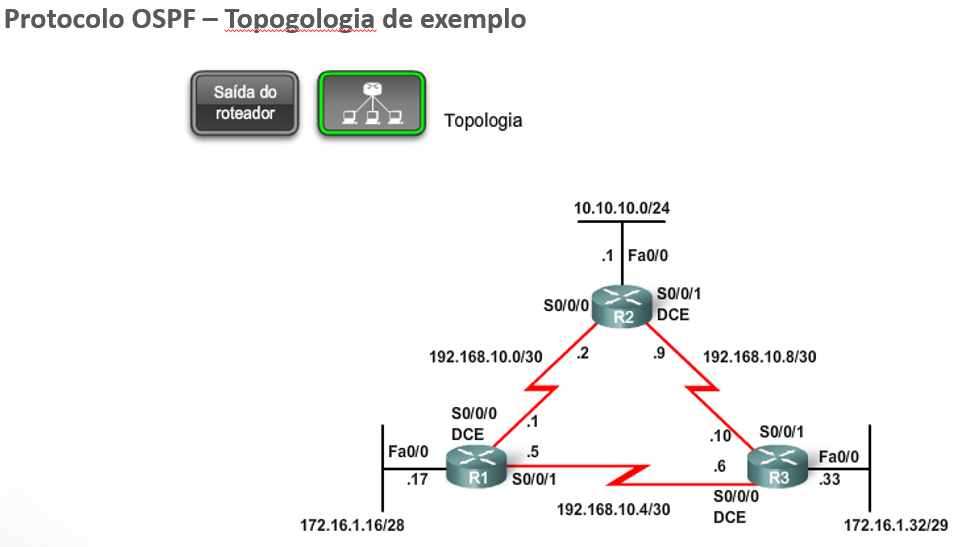 Protocolo OSPF – Topogologia de exemplo
Saída do
roteador
Topologia
10.10.10.0/24
.1 Fa0/0
S0/0/0
S0/0/1
DCE
R2
192.168.10.0/30
.2
.9
192.168.10.8/30
S0/0/0
DCE
.1
.10
S0/0/1
Fa0/0
.17
R1
.5
S0/0/1
.6
R3
Fa0/0
.33
S0/0/0
DCE
192.168.10.4/30
172.16.1.16/28
172.16.1.32/29